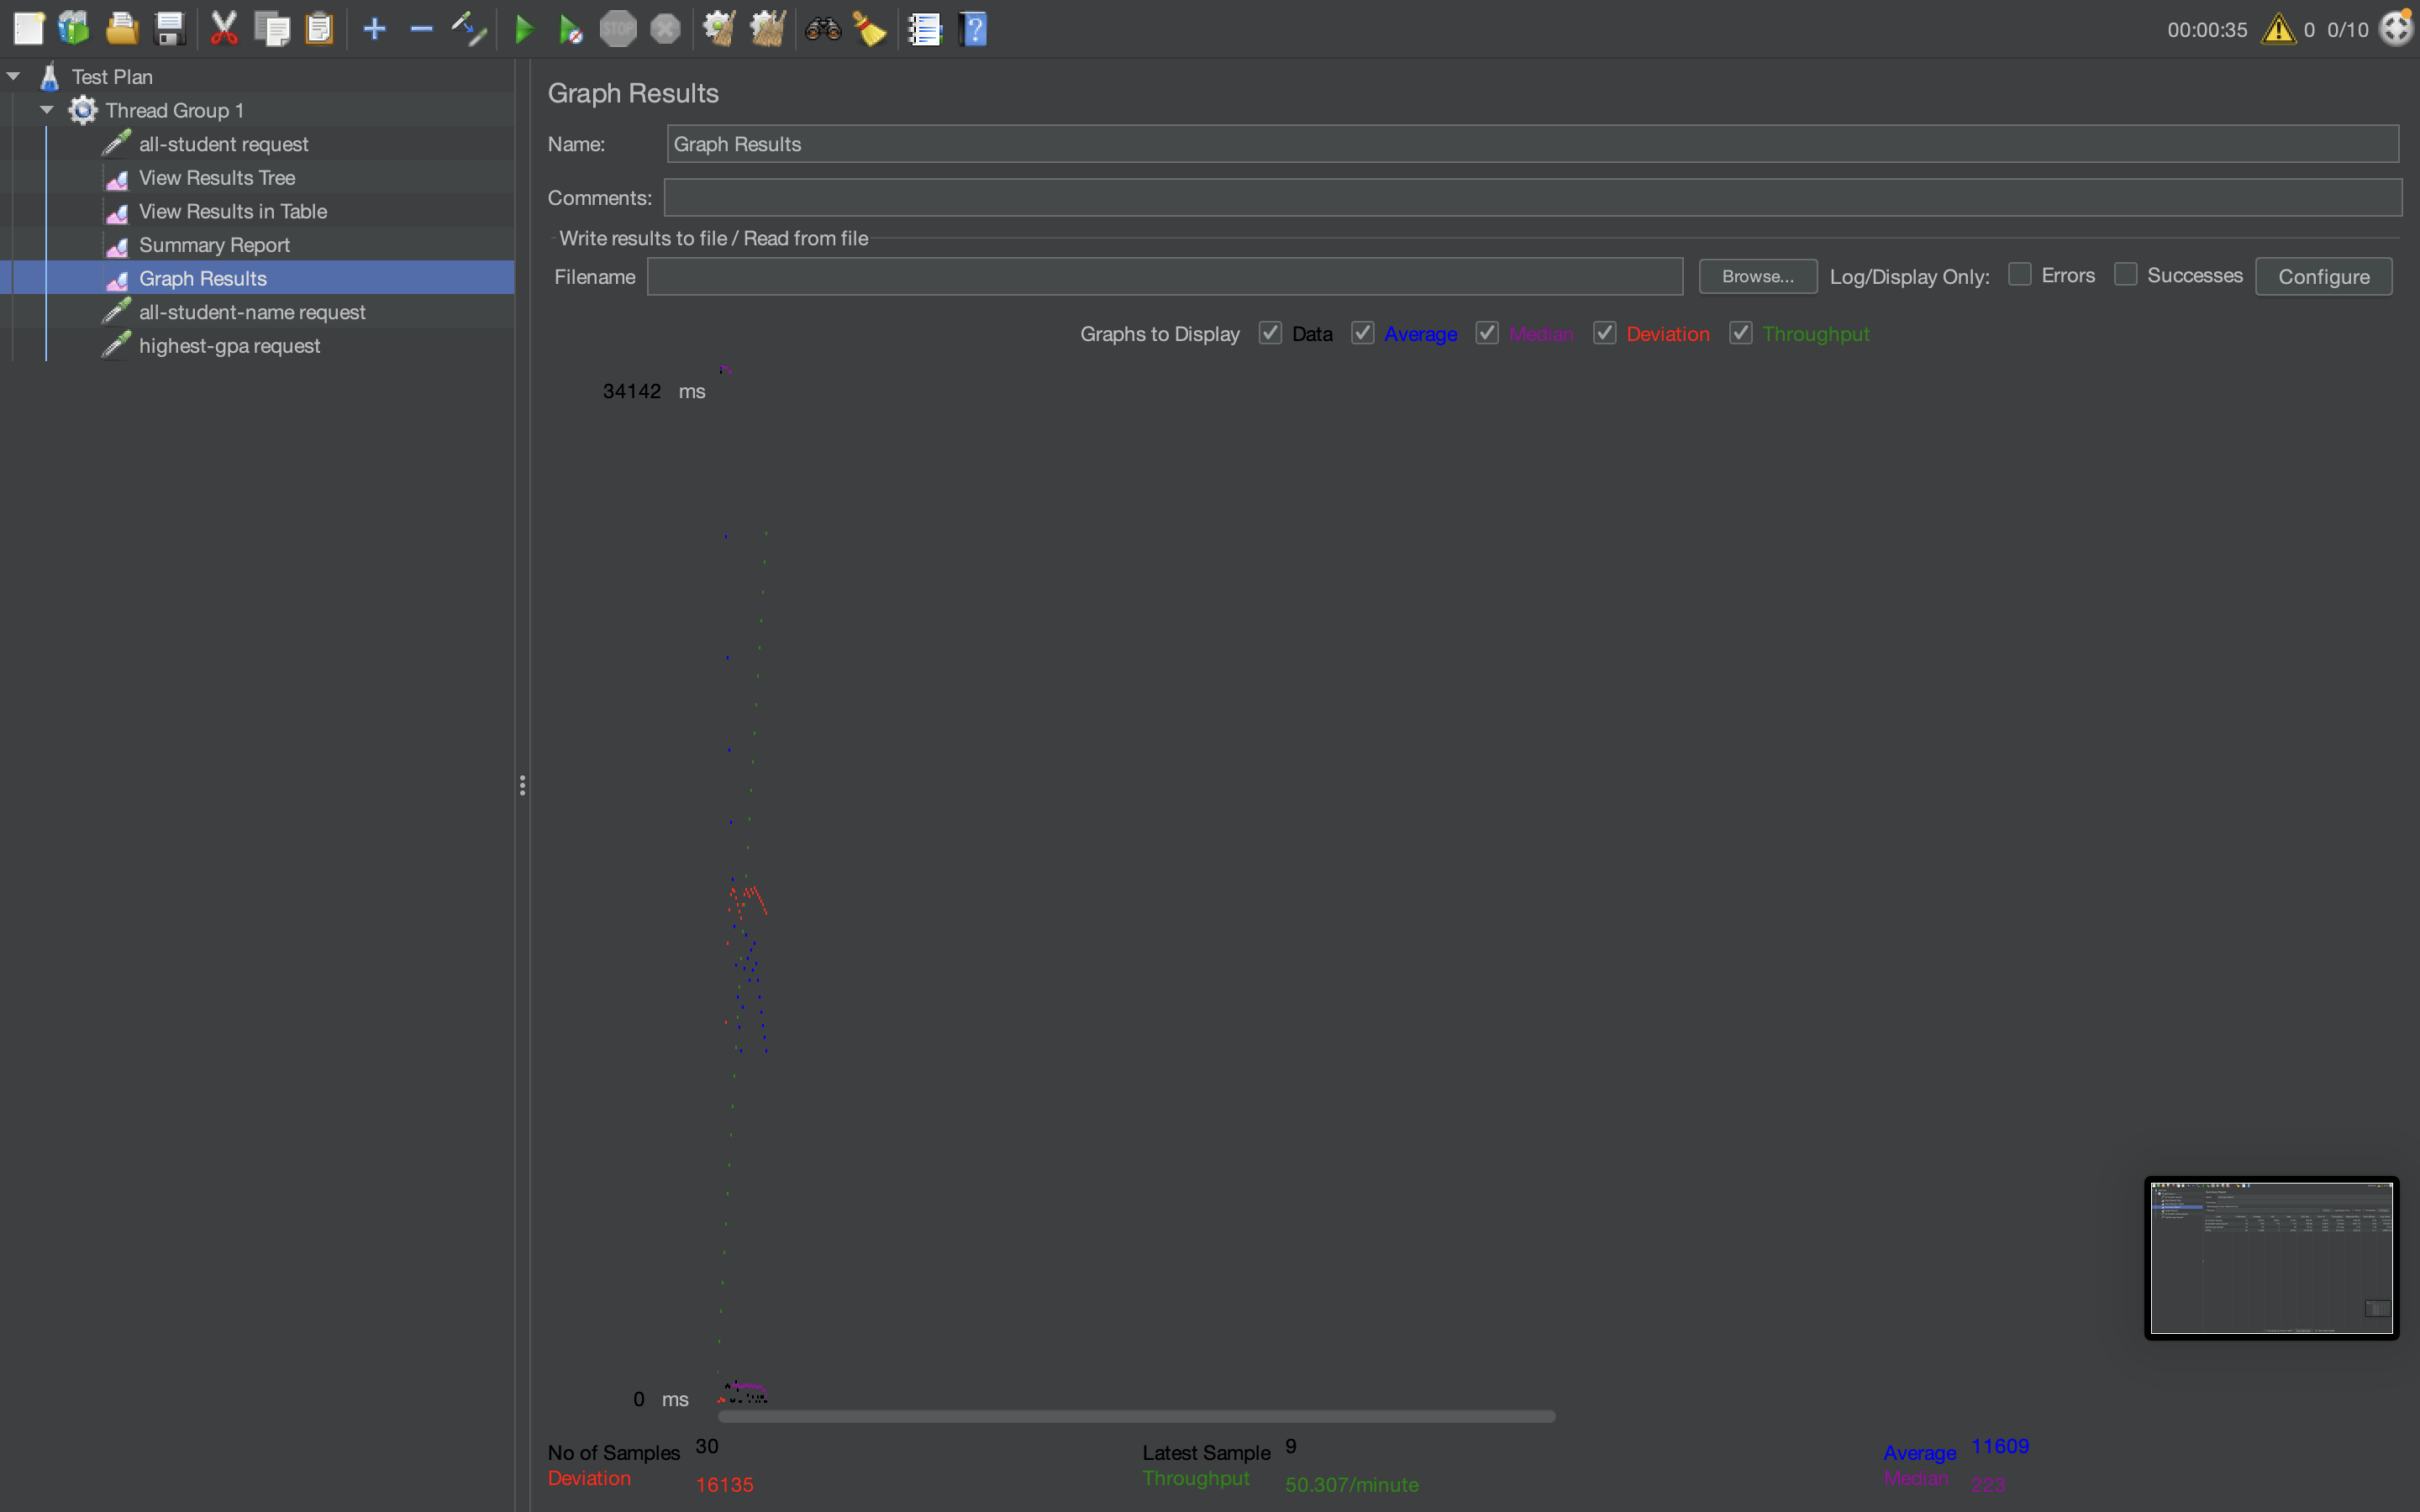 STOP
00:00:35 0 0/10
Test Plan
Thread Group 1
all-student request
View Results Tree
View Results in Table
Summary Report
Graph Results
all-student-name request
highest-gpa request
Graph Results
Name: Graph Results
Comments:
Write results to file / Read from file
Filename Browse... Log/Display Only: Errors Successes Configure
Graphs to Display Data Average Median Deviation Throughput
34142 ms
0 ms
No of Samples 30 Latest Sample 9 Average 11609
Deviation 16135 Throughput 50.307/minute Median 223